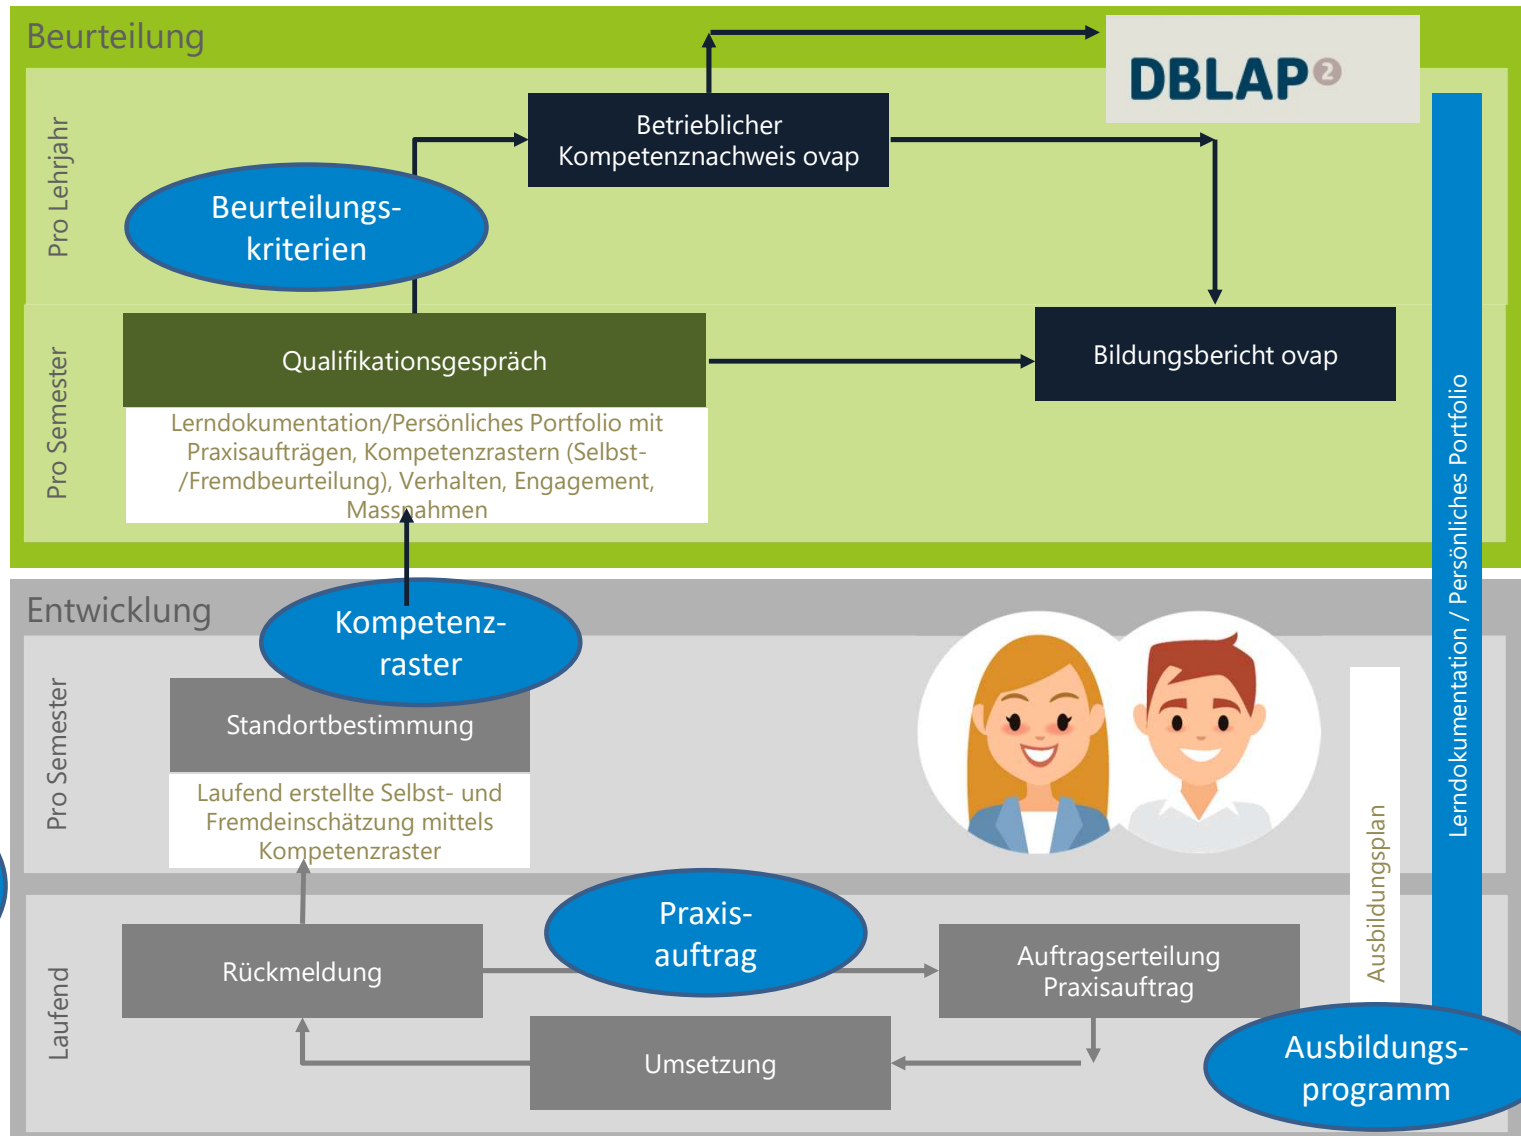 Beurteilung
DBLAP2
Pro Lehrjahr
Betrieblicher
Kompetenznachweis ovap
Beurteilungs-
kriterien
Pro Semester
Qualifikationsgespräch
Bildungsbericht ovap
Lerndokumentation/Persönliches Portfolio mit
Praxisaufträgen, Kompetenzrastern (Selbst-
/Fremdbeurteilung), Verhalten, Engagement,
Massnahmen
Lerndokumentation / Persönliches Portfolio
Entwicklung
Kompetenz-
raster
Pro Semester
Standortbestimmung
Laufend erstellte Selbst- und
Fremdeinschätzung mittels
Kompetenzraster
Ausbildungsplan
Laufend
Praxis-
auftrag
Rückmeldung
Auftragserteilung
Praxisauftrag
Umsetzung
Ausbildungs-
programm